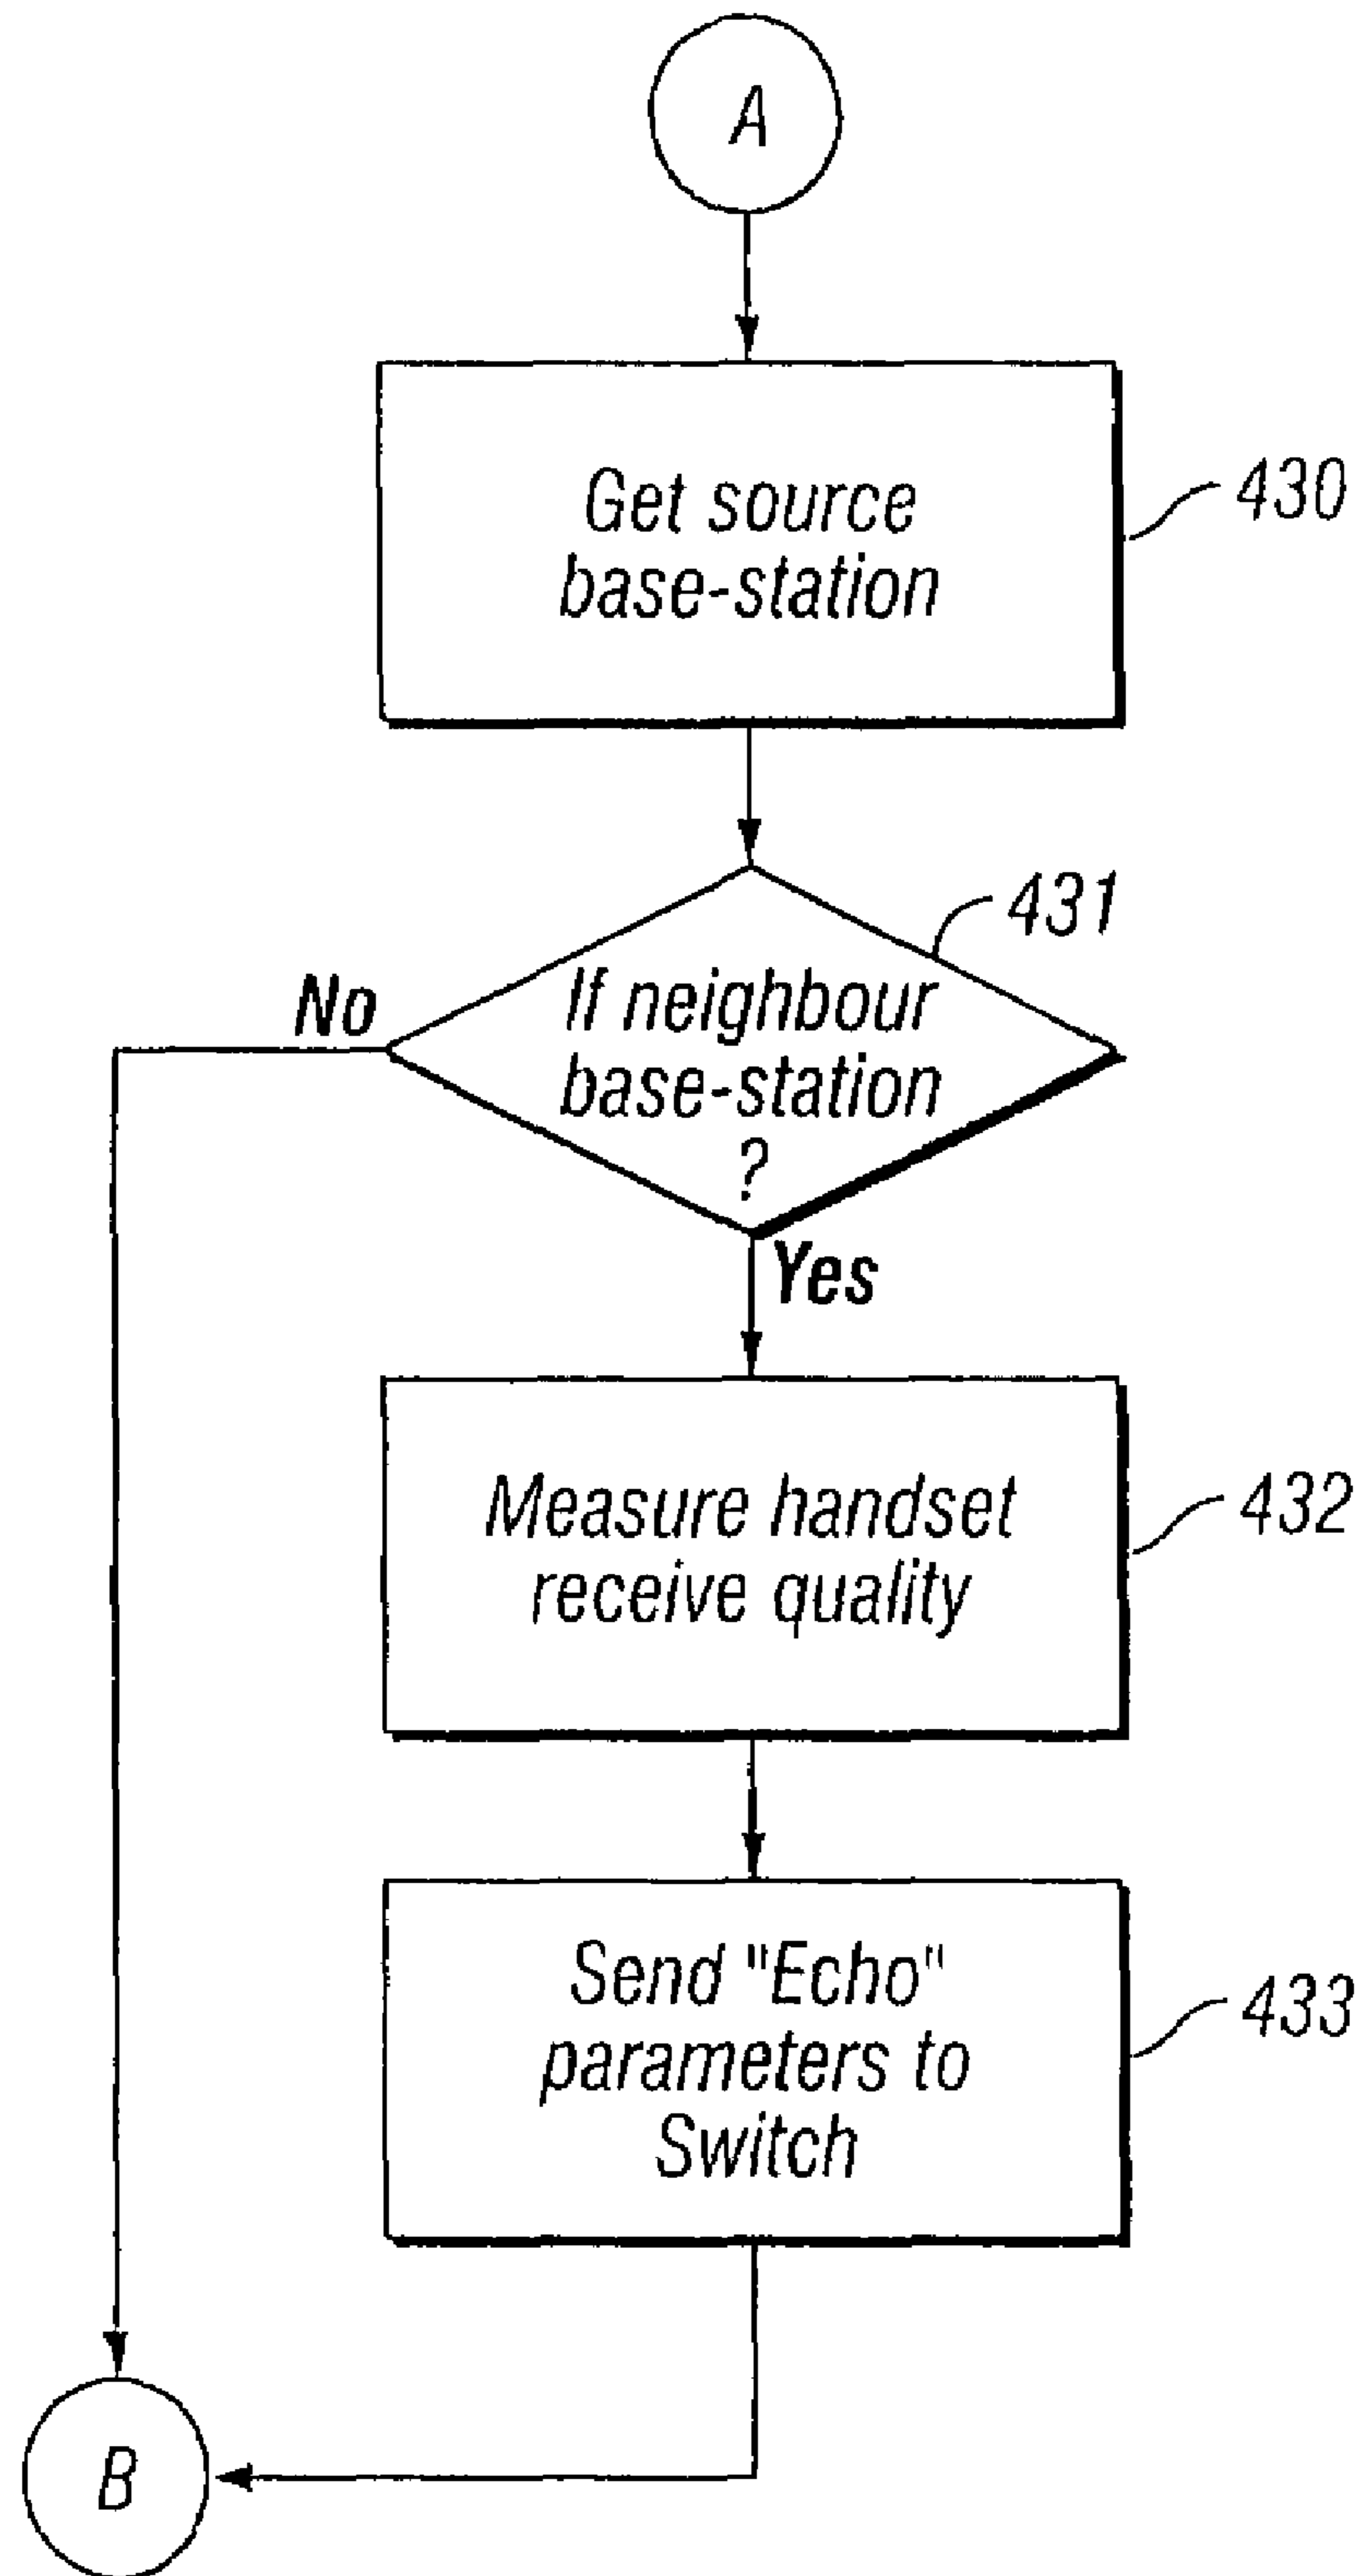 A
Get source
base-station
430
431
No
If neighbour
base-station
?
Yes
Measure handset
receive quality
432
Send "Echo"
parameters to
Switch
433
B